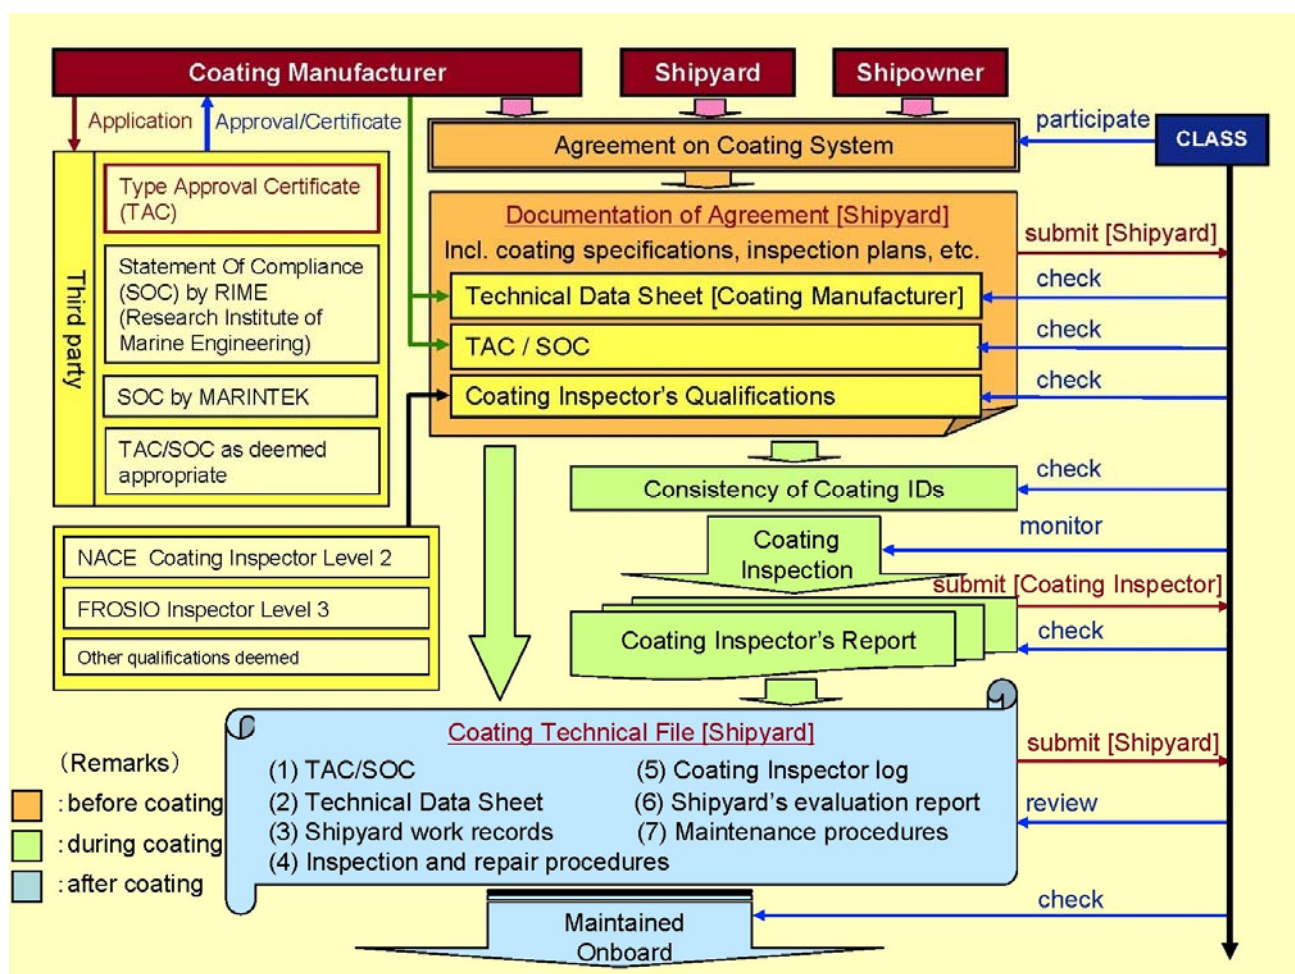 Coating Manufacturer
Shipyard
Shipowner
Application
Approval/Certificate
participate
CLASS
Agreement on Coating System
Third party
Type Approval Certificate
(TAC)
Statement Of Compliance
(SOC) by RIME
(Research Institute of
Marine Engineering)
SOC by MARINTEK
TAC/SOC as deemed
appropriate
Documentation of Agreement [Shipyard]
Incl. coating specifications, inspection plans, etc.
Technical Data Sheet [Coating Manufacturer]
TAC / SOC
Coating Inspector's Qualifications
submit [Shipyard]
check
check
check
NACE Coating Inspector Level 2
FROSIO Inspector Level 3
Other qualifications deemed
Consistency of Coating IDs
check
Coating
Inspection
monitor
submit [Coating Inspector]
Coating Inspector's Report
check
Coating Technical File [Shipyard]
(1) TAC/SOC
(2) Technical Data Sheet
(3) Shipyard work records
(4) Inspection and repair procedures
(5) Coating Inspector log
(6) Shipyard's evaluation report
(7) Maintenance procedures
submit [Shipyard]
review
(Remarks)
:before coating
:during coating
:after coating
Maintained
Onboard
check